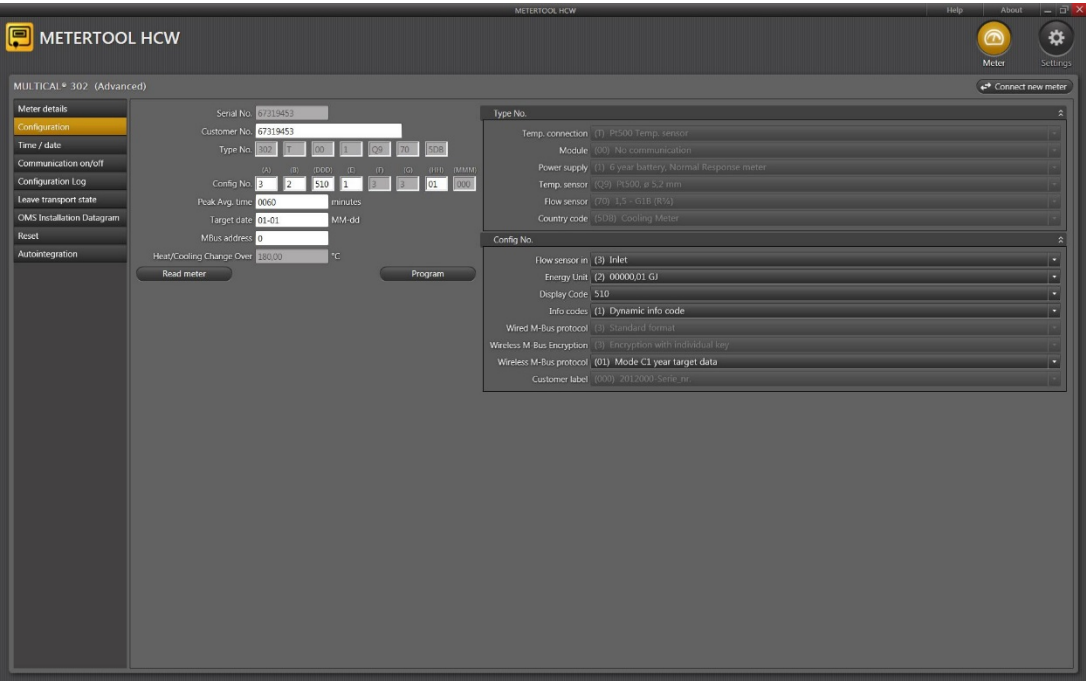 METERTOOL HCW
Help About
METERTOOL HCW
Meter Settings
MULTICAL® 302 (Advanced)
Connect new meter
Meter details
Configuration
Time / date
Communication on/off
Configuration Log
Leave transport state
OMS Installation Datagram
Reset
Autointegration
Serial No. 67319453
Customer No. 67319453
Type No. 302 T 00 1 Q9 70 5DB
(A) (B) (DDD) (E) (F) (G) (HH) (MMM)
Config No. 3 2 510 1 3 3 01 000
Peak Avg. time 0060 minutes
Target date 01-01 MM-dd
MBus address 0
Heat/Cooling Change Over 180,00 °C
Read meter Program
Type No.
Temp. connection (T) Pt500 Temp. sensor
Module (00) No communication
Power supply (1) 6 year battery, Normal Response meter
Temp. sensor (Q9) Pt500, ø 5,2 mm
Flow sensor (70) 1,5 - G1B (R¾)
Country code (5DB) Cooling Meter
Config No.
Flow sensor in (3) Inlet
Energy Unit (2) 00000,01 GJ
Display Code 510
Info codes (1) Dynamic info code
Wired M-Bus protocol (3) Standard format
Wireless M-Bus Encryption (3) Encryption with individual key
Wireless M-Bus protocol (01) Mode C1 year target data
Customer label (000) 2012000-Serie_nr.